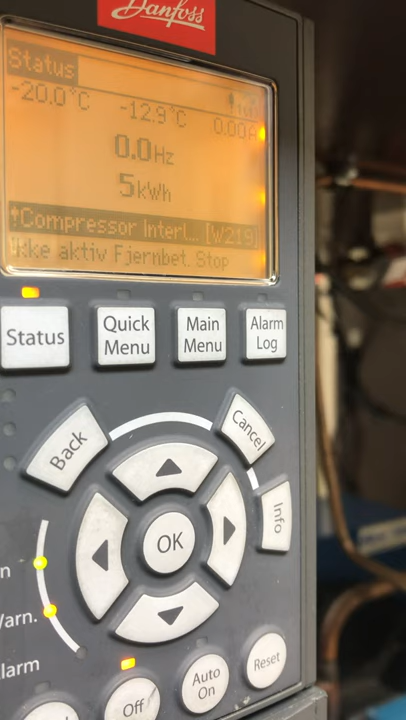 Danfoss
Status
-20.0°C -12.9°C 0.00A
0.0Hz
5kWh
!Compressor Interl... [W219]
Ikke aktiv Fjernbet. Stop
Status
Quick Menu
Main Menu
Alarm Log
Back
Cancel
Info
OK
n
Warn.
Alarm
Off
Auto On
Reset